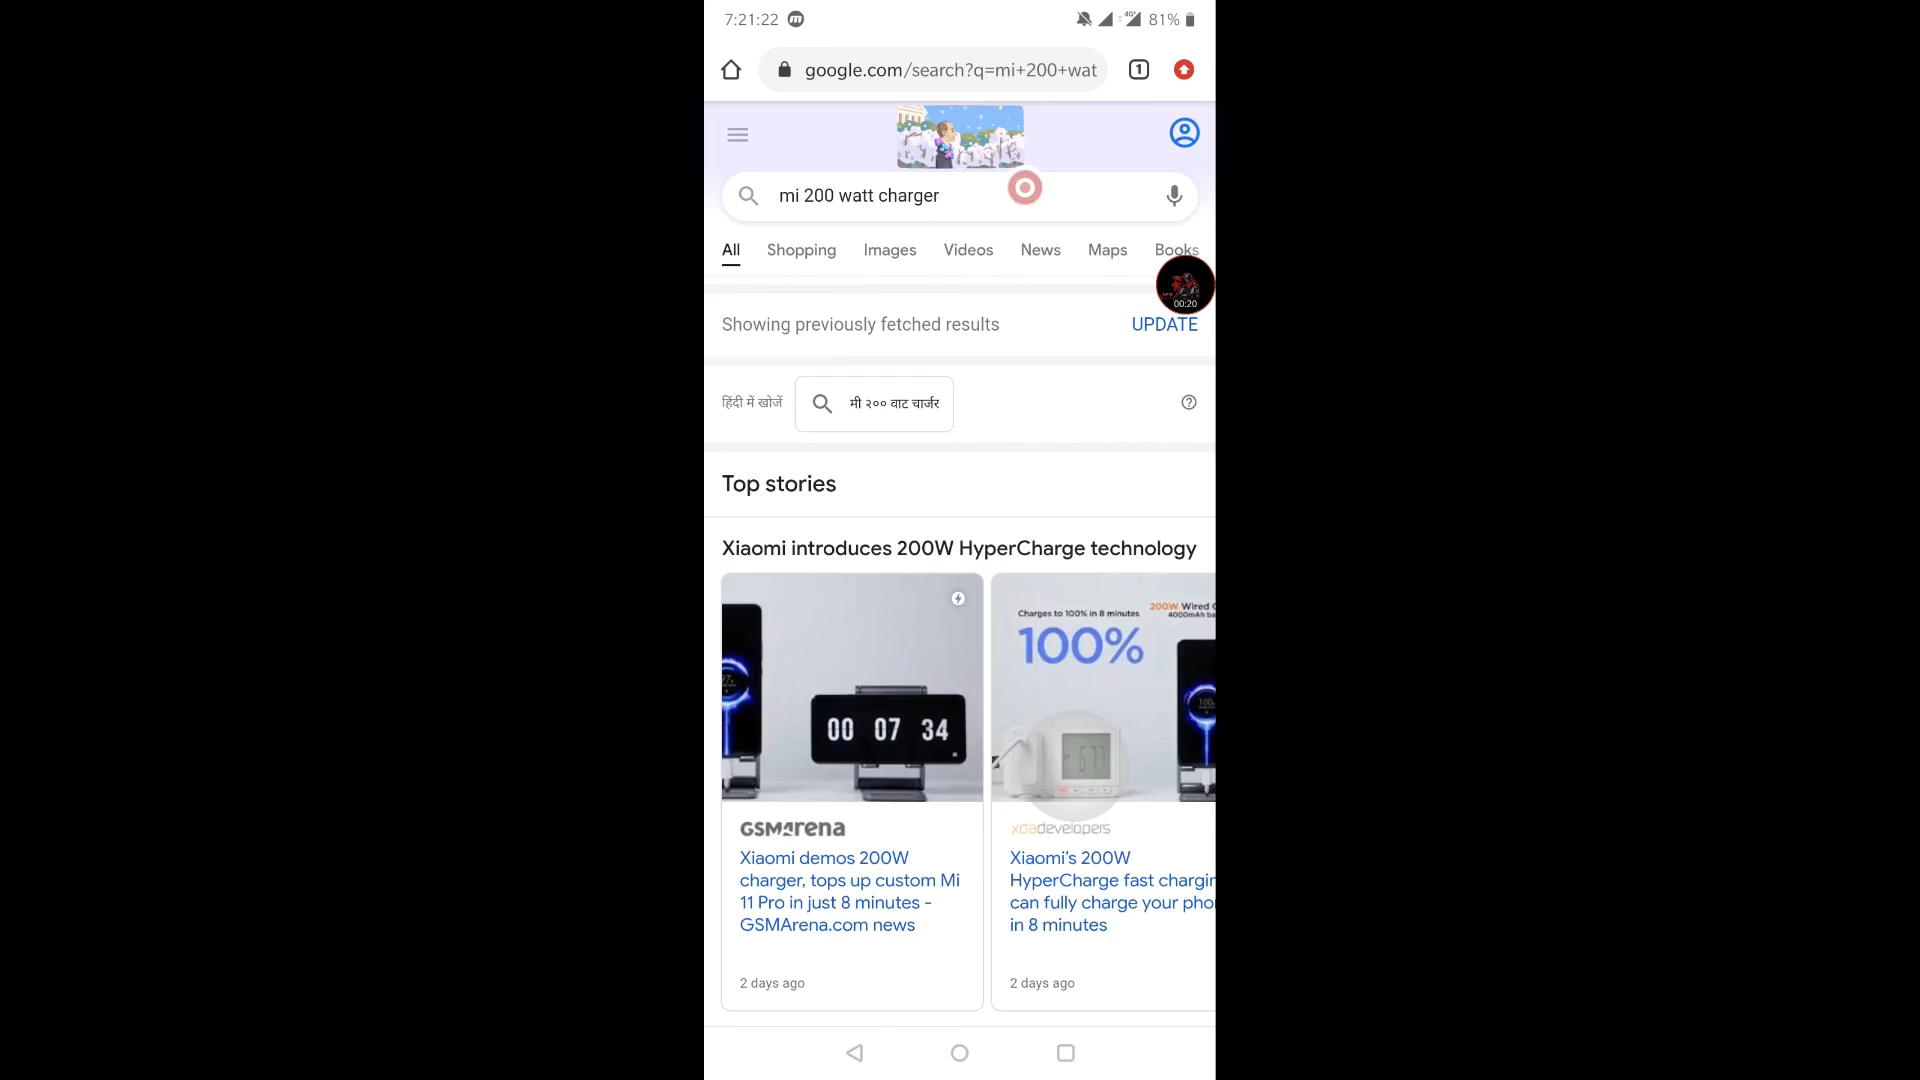 7:21:22
4G+ 81%
google.com/search?q=mi+200+wat
1
mi 200 watt charger
All Shopping Images Videos News Maps Books
00:20
Showing previously fetched results UPDATE
हिंदी में खोजें मी २०० वाट चार्जर
Top stories
Xiaomi introduces 200W HyperCharge technology
00 07 34
Charges to 100% in 8 minutes
100%
200W Wired
4000mAh
GSMArena
Xiaomi demos 200W
charger, tops up custom Mi
11 Pro in just 8 minutes -
GSMArena.com news
2 days ago
xdadevelopers
Xiaomi's 200W
HyperCharge fast chargin
can fully charge your pho
in 8 minutes
2 days ago